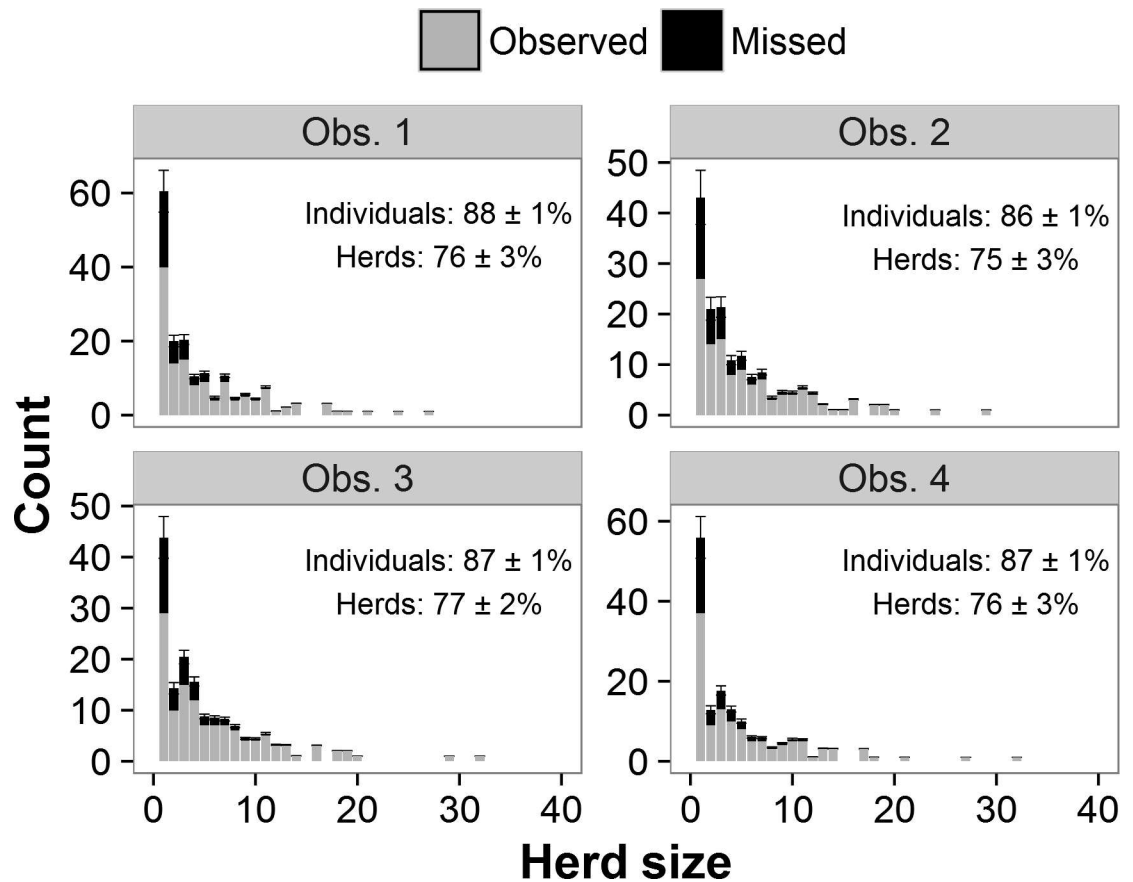 Observed Missed
Obs. 1
60
40
20
0
Individuals: 88 ± 1%
Herds: 76 ± 3%
Obs. 2
50
40
30
20
10
0
Individuals: 86 ± 1%
Herds: 75 ± 3%
Count
Obs. 3
50
40
30
20
10
0
Individuals: 87 ± 1%
Herds: 77 ± 2%
0 10 20 30 40
Obs. 4
60
40
20
0
Individuals: 87 ± 1%
Herds: 76 ± 3%
0 10 20 30 40
Herd size